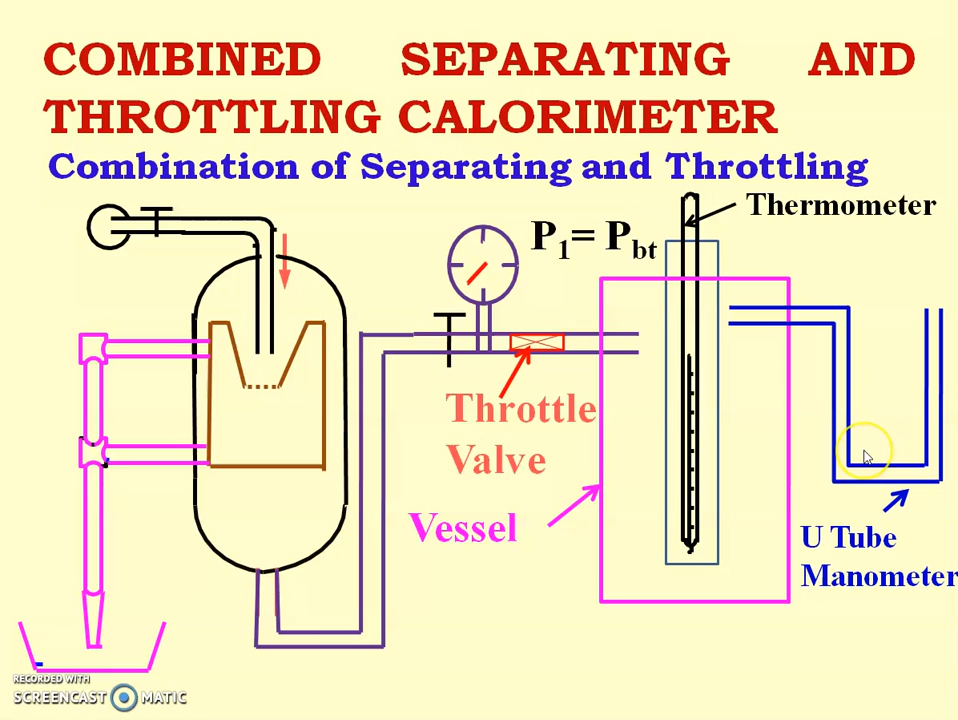 COMBINED SEPARATING AND
THROTTLING CALORIMETER
Combination of Separating and Throttling
Thermometer
P1= Pbt
Throttle
Valve
Vessel
U Tube
Manometer
RECORDED WITH
SCREENCAST MATIC